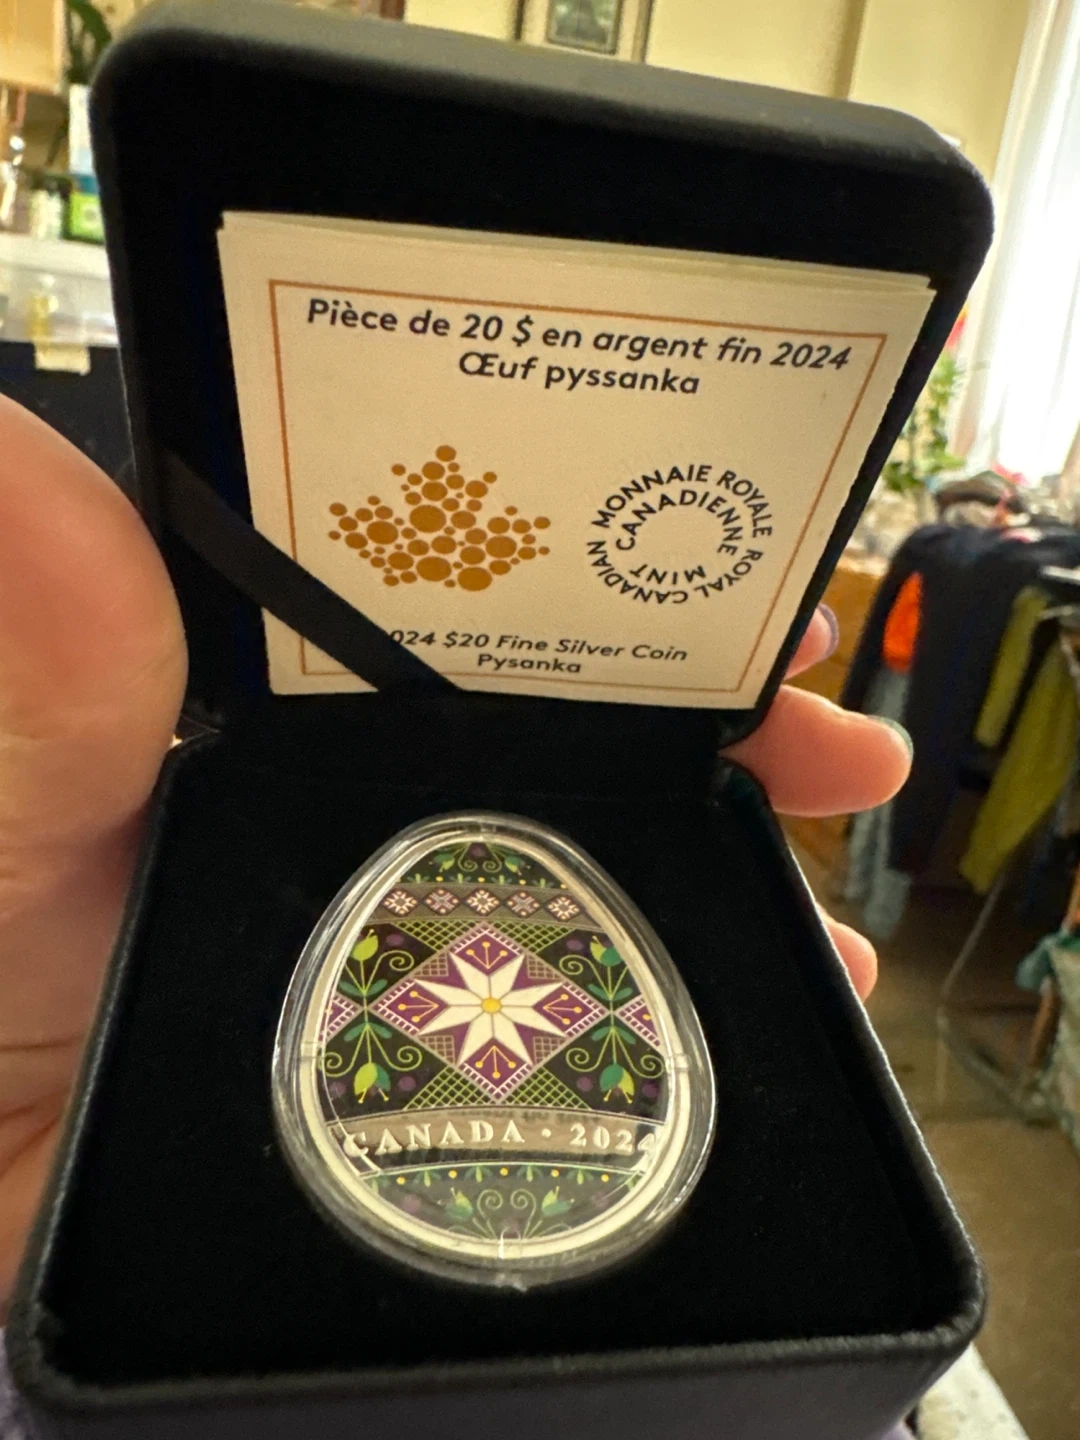 Pièce de 20 $ en argent fin 2024
Œuf pyssanka
MONNAIE ROYALE CANADIENNE
ROYAL CANADIAN MINT
024 $20 Fine Silver Coin
Pysanka
CANADA · 2024